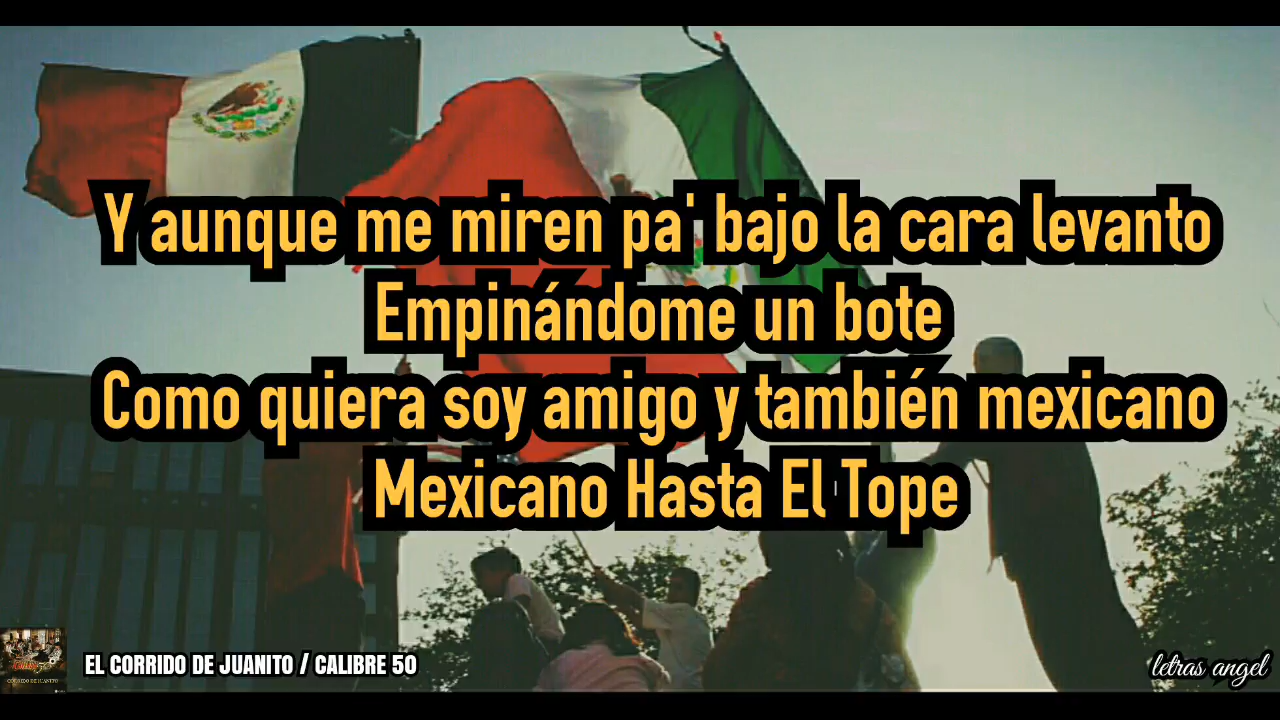 Y aunque me miren pa' bajo la cara levanto
Empinándome un bote
Como quiera soy amigo y también mexicano
Mexicano Hasta El Tope
EL CORRIDO DE JUANITO / CALIBRE 50
letras angel